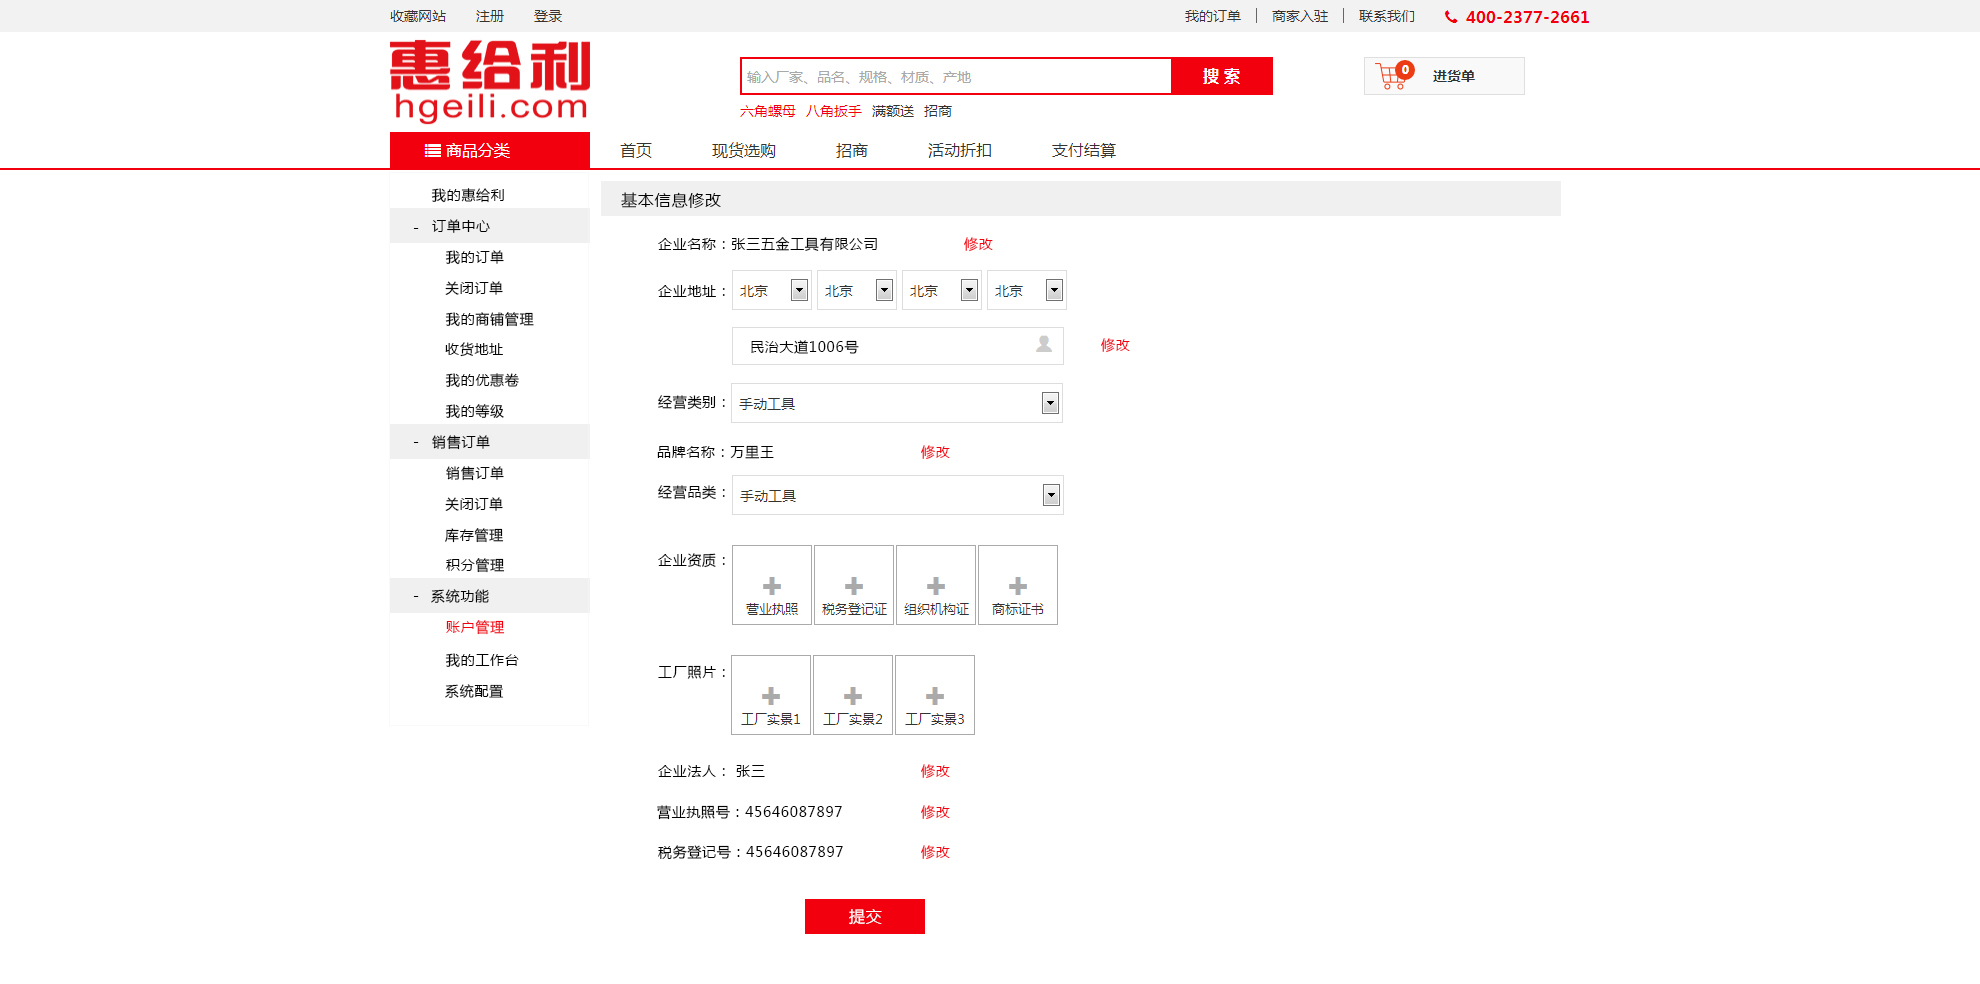 收藏网站 注册 登录 我的订单 商家入驻 联系我们 400-2377-2661
惠给利
hgeili.com
输入厂家、品名、规格、材质、产地 搜 索 0 进货单
六角螺母 八角扳手 满额送 招商
商品分类 首页 现货选购 招商 活动折扣 支付结算
我的惠给利
- 订单中心
我的订单
关闭订单
我的商铺管理
收货地址
我的优惠卷
我的等级
- 销售订单
销售订单
关闭订单
库存管理
积分管理
- 系统功能
账户管理
我的工作台
系统配置
基本信息修改
企业名称：张三五金工具有限公司 修改
企业地址： 北京 北京 北京 北京
民治大道1006号 修改
经营类别： 手动工具
品牌名称：万里王 修改
经营品类： 手动工具
企业资质： 营业执照 税务登记证 组织机构证 商标证书
工厂照片： 工厂实景1 工厂实景2 工厂实景3
企业法人： 张三 修改
营业执照号：45646087897 修改
税务登记号：45646087897 修改
提交